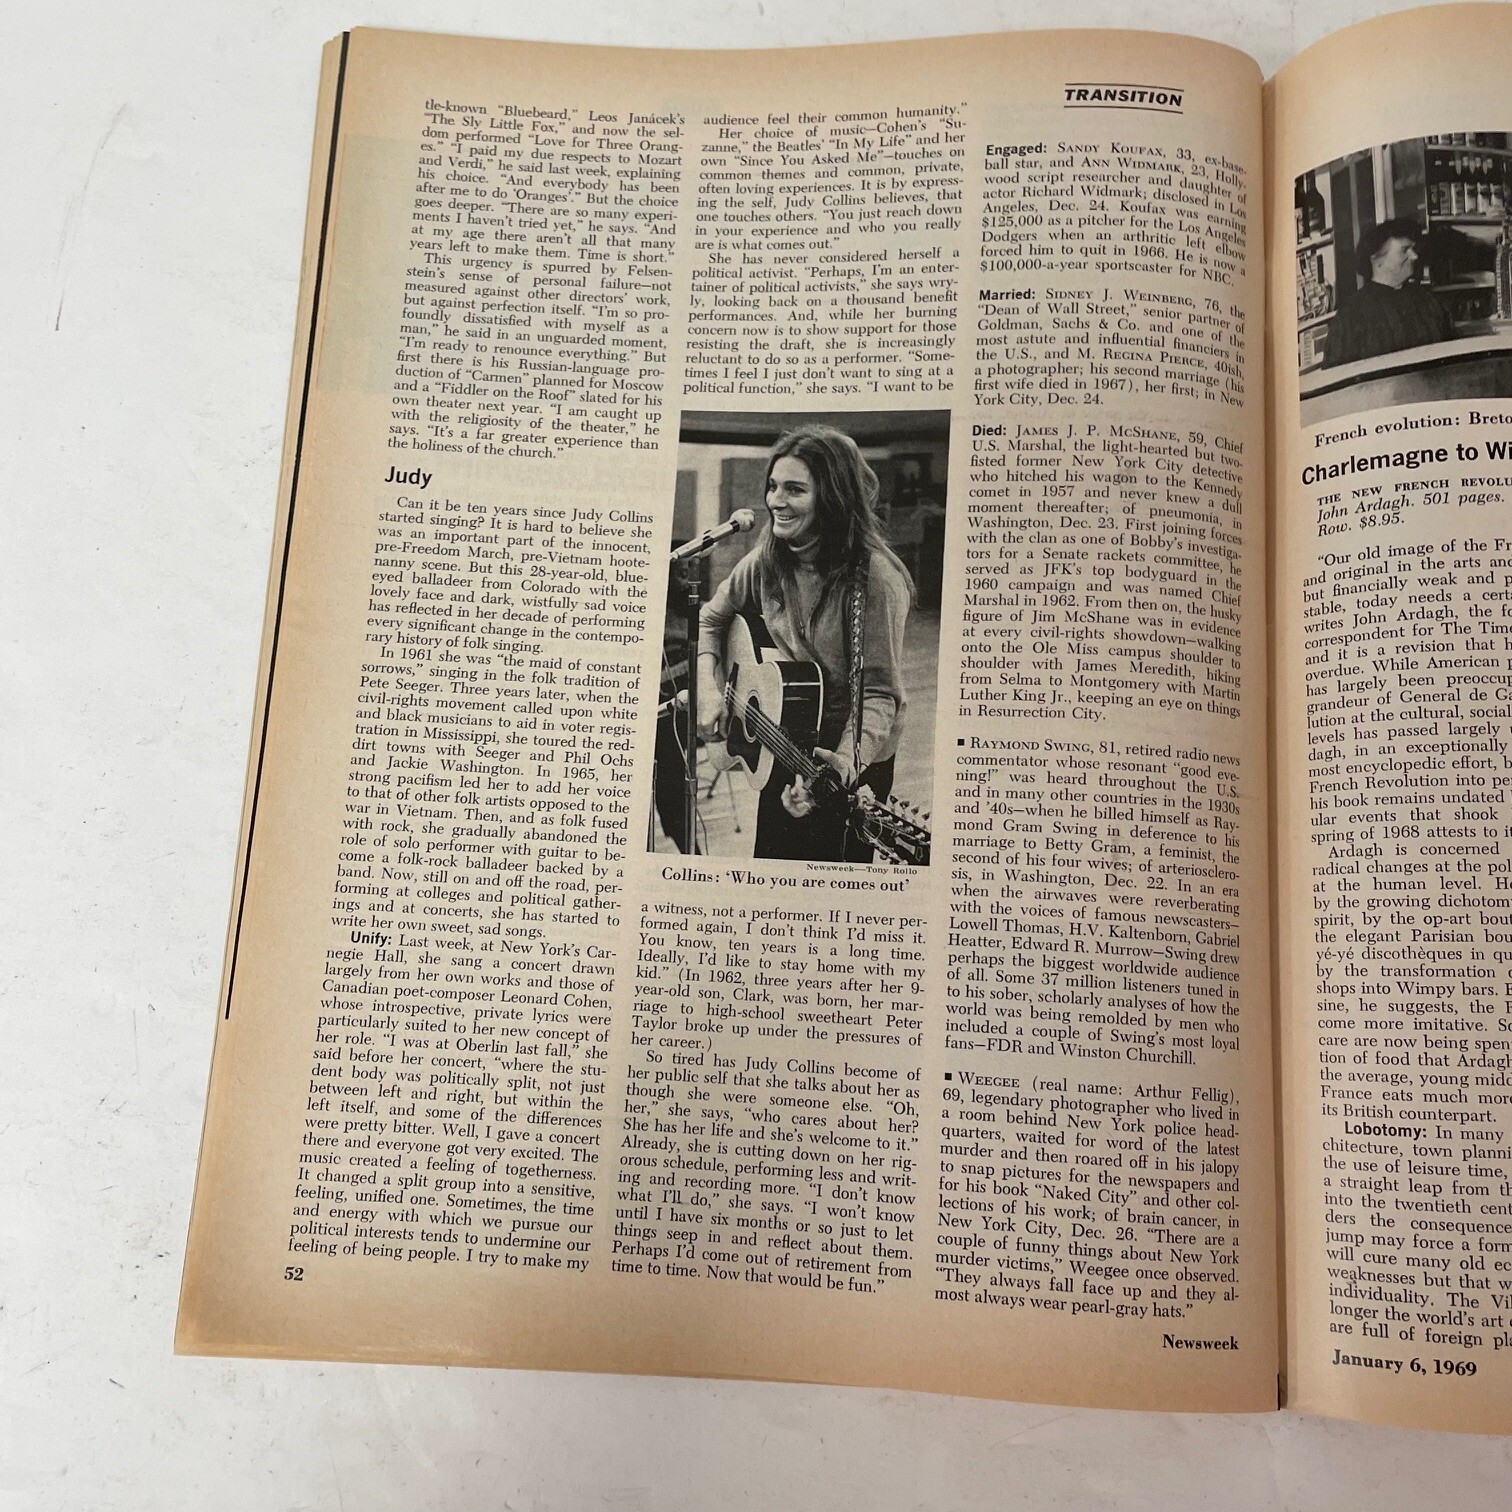 tle-known "Bluebeard," Leos Janácek's
"The Sly Little Fox," and now the sel-
dom performed "Love for Three Orang-
es." "I paid my due respects to Mozart
and Verdi," he said last week, explaining
his choice. "And everybody has been
after me to do 'Oranges'." But the choice
goes deeper. "There are so many experi-
ments I haven't tried yet," he says. "And
at my age there aren't all that many
years left to make them. Time is short."
This urgency is spurred by Felsen-
stein's sense of personal failure—not
measured against other directors' work,
but against perfection itself. "I'm so pro-
foundly dissatisfied with myself as a
man," he said in an unguarded moment,
"I'm ready to renounce everything." But
first there is his Russian-language pro-
duction of "Carmen" planned for Moscow
and a "Fiddler on the Roof" slated for his
own theater next year. "I am caught up
with the religiosity of the theater," he
says. "It's a far greater experience than
the holiness of the church."
Judy
Can it be ten years since Judy Collins
started singing? It is hard to believe she
was an important part of the innocent,
pre-Freedom March, pre-Vietnam hoote-
nanny scene. But this 28-year-old, blue-
eyed balladeer from Colorado with the
lovely face and dark, wistfully sad voice
has reflected in her decade of performing
every significant change in the contempo-
rary history of folk singing.
In 1961 she was "the maid of constant
sorrows," singing in the folk tradition of
Pete Seeger. Three years later, when the
civil-rights movement called upon white
and black musicians to aid in voter regis-
tration in Mississippi, she toured the red-
dirt towns with Seeger and Phil Ochs
and Jackie Washington. In 1965, her
strong pacifism led her to add her voice
to that of other folk artists opposed to the
war in Vietnam. Then, and as folk fused
with rock, she gradually abandoned the
role of solo performer with guitar to be-
come a folk-rock balladeer backed by a
band. Now, still on and off the road, per-
forming at colleges and political gather-
ings and at concerts, she has started to
write her own sweet, sad songs.
Unify: Last week, at New York's Car-
negie Hall, she sang a concert drawn
largely from her own works and those of
Canadian poet-composer Leonard Cohen,
whose introspective, private lyrics were
particularly suited to her new concept of
her role. "I was at Oberlin last fall," she
said before her concert, "where the stu-
dent body was politically split, not just
between left and right, but within the
left itself, and some of the differences
were pretty bitter. Well, I gave a concert
there and everyone got very excited. The
music created a feeling of togetherness.
It changed a split group into a sensitive,
feeling, unified one. Sometimes, the time
and energy with which we pursue our
political interests tends to undermine our
feeling of being people. I try to make my
52
audience feel their common humanity."
Her choice of music—Cohen's "Su-
zanne," the Beatles' "In My Life" and her
own "Since You Asked Me"—touches on
common themes and common, private,
often loving experiences. It is by express-
ing the self, Judy Collins believes, that
one touches others. "You just reach down
in your experience and who you really
are is what comes out."
She has never considered herself a
political activist. "Perhaps, I'm an enter-
tainer of political activists," she says wry-
ly, looking back on a thousand benefit
performances. And, while her burning
concern now is to show support for those
resisting the draft, she is increasingly
reluctant to do so as a performer. "Some-
times I feel I just don't want to sing at a
political function," she says. "I want to be
Newsweek—Tony Rollo
Collins: 'Who you are comes out'
a witness, not a performer. If I never per-
formed again, I don't think I'd miss it.
You know, ten years is a long time.
Ideally, I'd like to stay home with my
kid." (In 1962, three years after her 9-
year-old son, Clark, was born, her mar-
riage to high-school sweetheart Peter
Taylor broke up under the pressures of
her career.)
So tired has Judy Collins become of
her public self that she talks about her as
though she were someone else. "Oh,
her," she says, "who cares about her?
She has her life and she's welcome to it."
Already, she is cutting down on her rig-
orous schedule, performing less and writ-
ing and recording more. "I don't know
what I'll do," she says. "I won't know
until I have six months or so just to let
things seep in and reflect about them.
Perhaps I'd come out of retirement from
time to time. Now that would be fun."
TRANSITION
Engaged: SANDY KOUFAX, 33, ex-base-
ball star, and ANN WIDMARK, 23, Holly-
wood script researcher and daughter of
actor Richard Widmark; disclosed in Los
Angeles, Dec. 24. Koufax was earning
$125,000 as a pitcher for the Los Angeles
Dodgers when an arthritic left elbow
forced him to quit in 1966. He is now a
$100,000-a-year sportscaster for NBC.
Married: SIDNEY J. WEINBERG, 76, the
"Dean of Wall Street," senior partner of
Goldman, Sachs & Co. and one of the
most astute and influential financiers in
the U.S., and M. REGINA PIERCE, 40ish,
a photographer; his second marriage (his
first wife died in 1967), her first; in New
York City, Dec. 24.
Died: JAMES J. P. MCSHANE, 59, Chief
U.S. Marshal, the light-hearted but two-
fisted former New York City detective
who hitched his wagon to the Kennedy
comet in 1957 and never knew a dull
moment thereafter; of pneumonia, in
Washington, Dec. 23. First joining forces
with the clan as one of Bobby's investiga-
tors for a Senate rackets committee, he
served as JFK's top bodyguard in the
1960 campaign and was named Chief
Marshal in 1962. From then on, the husky
figure of Jim McShane was in evidence
at every civil-rights showdown—walking
onto the Ole Miss campus shoulder to
shoulder with James Meredith, hiking
from Selma to Montgomery with Martin
Luther King Jr., keeping an eye on things
in Resurrection City.
■ RAYMOND SWING, 81, retired radio news
commentator whose resonant "good eve-
ning!" was heard throughout the U.S.
and in many other countries in the 1930s
and '40s—when he billed himself as Ray-
mond Gram Swing in deference to his
marriage to Betty Gram, a feminist, the
second of his four wives; of arteriosclero-
sis, in Washington, Dec. 22. In an era
when the airwaves were reverberating
with the voices of famous newscasters—
Lowell Thomas, H.V. Kaltenborn, Gabriel
Heatter, Edward R. Murrow—Swing drew
perhaps the biggest worldwide audience
of all. Some 37 million listeners tuned in
to his sober, scholarly analyses of how the
world was being remolded by men who
included a couple of Swing's most loyal
fans—FDR and Winston Churchill.
■ WEEGEE (real name: Arthur Fellig),
69, legendary photographer who lived in
a room behind New York police head-
quarters, waited for word of the latest
murder and then roared off in his jalopy
to snap pictures for the newspapers and
for his book "Naked City" and other col-
lections of his work; of brain cancer, in
New York City, Dec. 26. "There are a
couple of funny things about New York
murder victims," Weegee once observed.
"They always fall face up and they al-
most always wear pearl-gray hats."
Newsweek
French evolution: Breto
Charlemagne to Wi
THE NEW FRENCH REVOLU
John Ardagh. 501 pages.
Row. $8.95.
"Our old image of the Fr
and original in the arts and
but financially weak and p
stable, today needs a certa
writes John Ardagh, the fo
correspondent for The Time
and it is a revision that h
overdue. While American p
has largely been preoccup
grandeur of General de Ga
lution at the cultural, social
levels has passed largely u
dagh, in an exceptionally
most encyclopedic effort, b
French Revolution into pe
his book remains undated
ular events that shook
spring of 1968 attests to it
Ardagh is concerned
radical changes at the pol
at the human level. He
by the growing dichotom
spirit, by the op-art bout
the elegant Parisian bou
yé-yé discothèques in qu
by the transformation o
shops into Wimpy bars. E
sine, he suggests, the F
come more imitative. So
care are now being spen
tion of food that Ardagh
the average, young midd
France eats much more
its British counterpart.
Lobotomy: In many
chitecture, town planni
the use of leisure time,
a straight leap from th
into the twentieth cent
ders the consequence
jump may force a form
will cure many old ec
weaknesses but that w
individuality. The Vil
longer the world's art c
are full of foreign pla
January 6, 1969